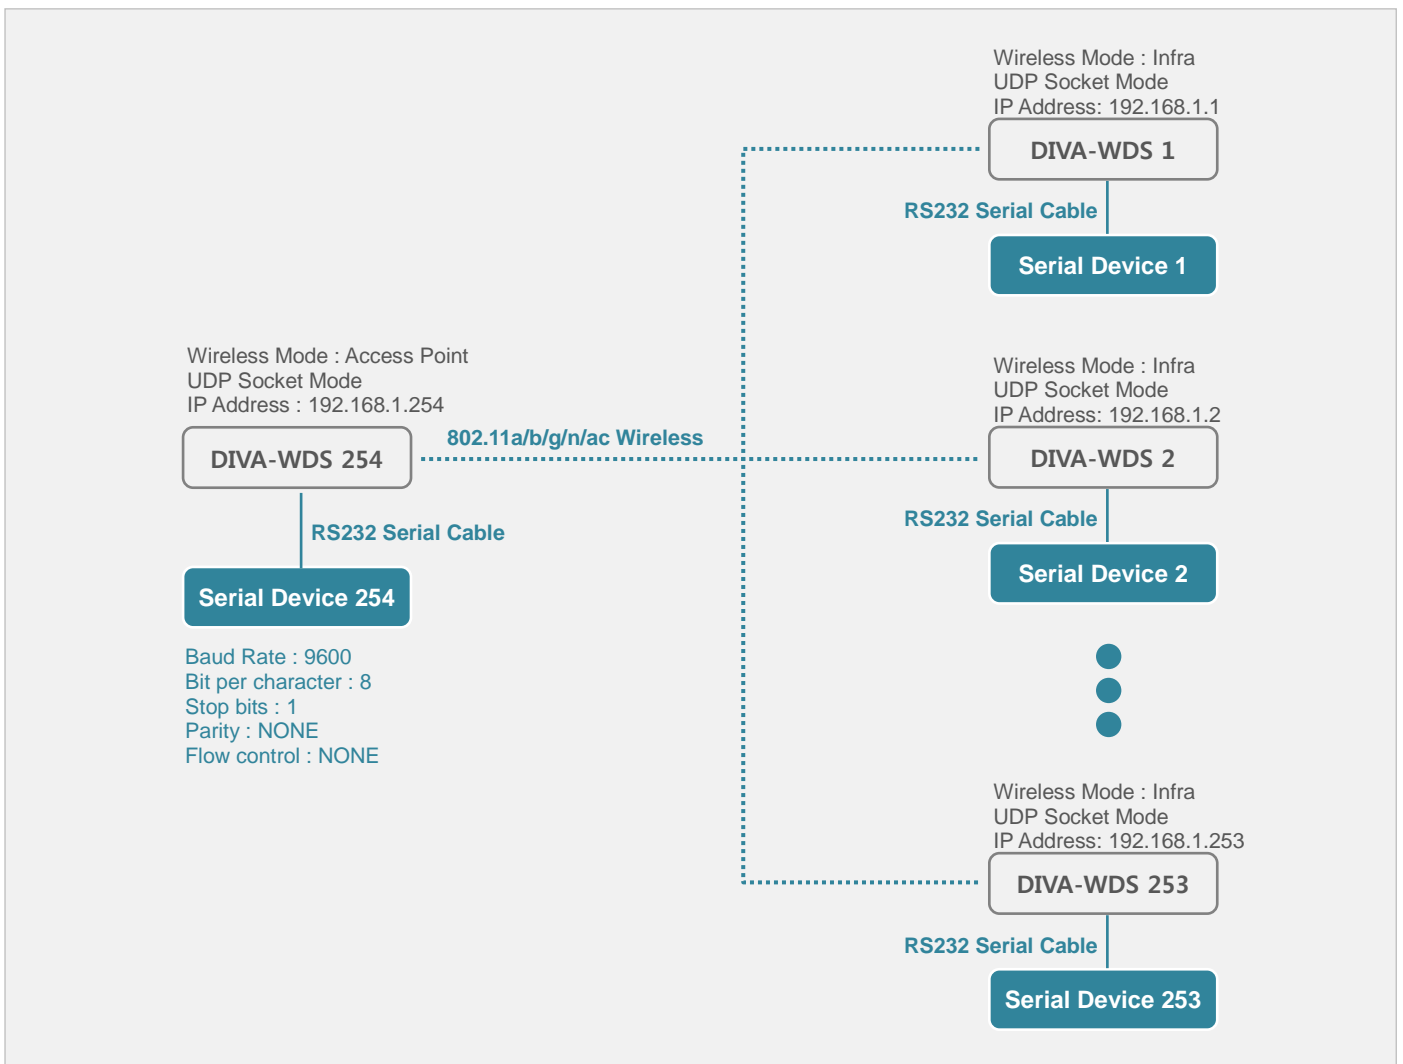 Wireless Mode : Infra
UDP Socket Mode
IP Address: 192.168.1.1
DIVA-WDS 1
RS232 Serial Cable
Serial Device 1
Wireless Mode : Access Point
UDP Socket Mode
IP Address : 192.168.1.254
DIVA-WDS 254
802.11a/b/g/n/ac Wireless
RS232 Serial Cable
Serial Device 254
Baud Rate : 9600
Bit per character : 8
Stop bits : 1
Parity : NONE
Flow control : NONE
Wireless Mode : Infra
UDP Socket Mode
IP Address: 192.168.1.2
DIVA-WDS 2
RS232 Serial Cable
Serial Device 2
Wireless Mode : Infra
UDP Socket Mode
IP Address: 192.168.1.253
DIVA-WDS 253
RS232 Serial Cable
Serial Device 253